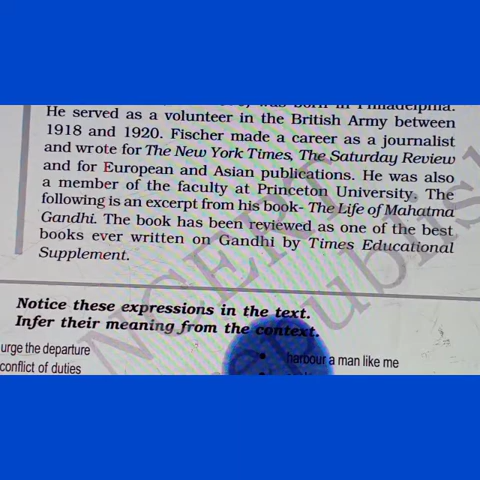 was born in Philadelphia.
He served as a volunteer in the British Army between
1918 and 1920. Fischer made a career as a journalist
and wrote for The New York Times, The Saturday Review
and for European and Asian publications. He was also
a member of the faculty at Princeton University. The
following is an excerpt from his book- The Life of Mahatma
Gandhi. The book has been reviewed as one of the best
books ever written on Gandhi by Times Educational
Supplement.
Notice these expressions in the text.
Infer their meaning from the context.
urge the departure
harbour a man like me
conflict of duties
NCERT